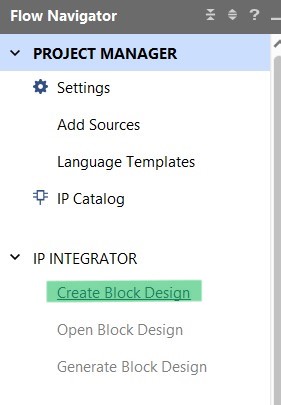 Flow Navigator
?
PROJECT MANAGER
Settings
Add Sources
Language Templates
IP Catalog
IP INTEGRATOR
Create Block Design
Open Block Design
Generate Block Design